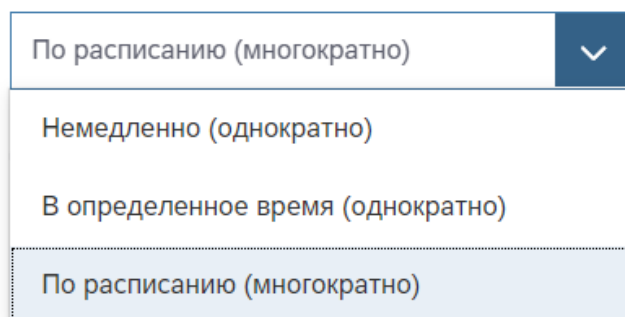 По расписанию (многократно)
Немедленно (однократно)
В определенное время (однократно)
По расписанию (многократно)